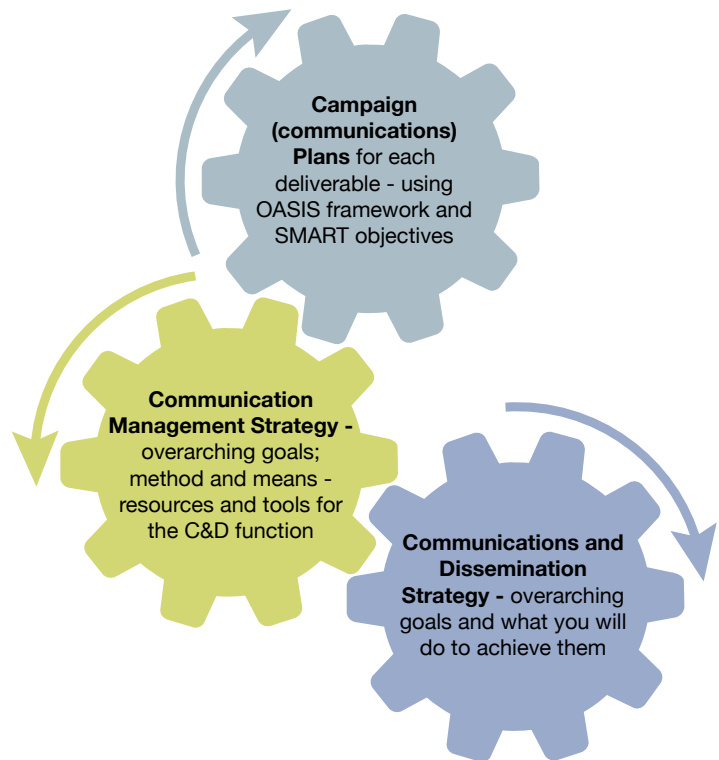 Campaign
(communications)
Plans for each
deliverable - using
OASIS framework and
SMART objectives
Communication
Management Strategy -
overarching goals;
method and means -
resources and tools for
the C&D function
Communications and
Dissemination
Strategy - overarching
goals and what you will
do to achieve them